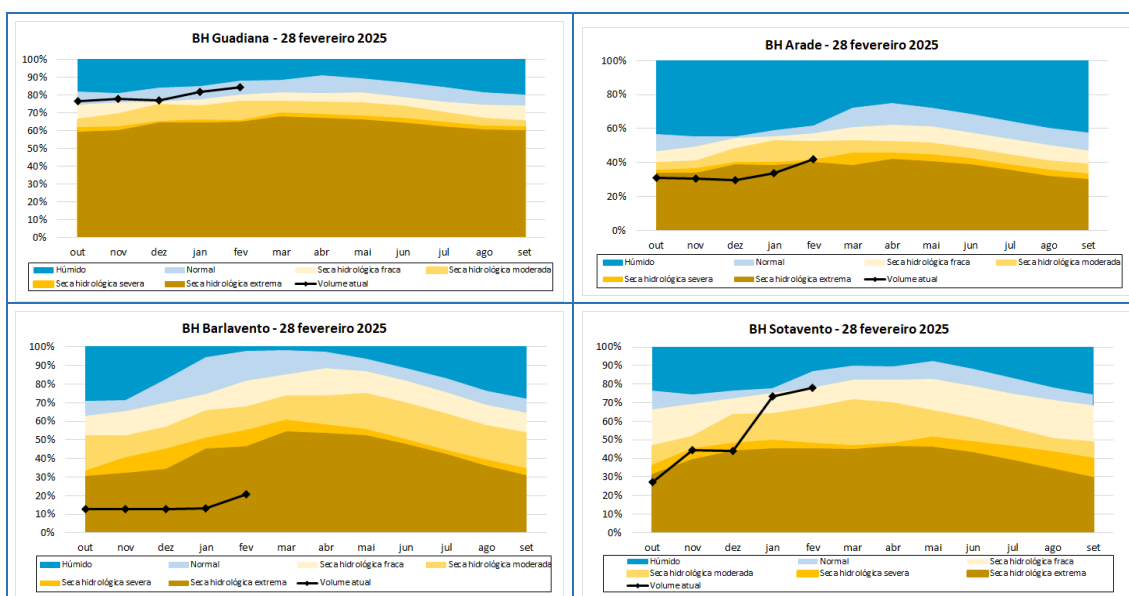 BH Guadiana - 28 fevereiro 2025
100%
90%
80%
70%
60%
50%
40%
30%
20%
10%
0%
out nov dez jan fev mar abr mai jun jul ago set
Húmido Normal Seca hidrológica fraca Seca hidrológica moderada
Seca hidrológica severa Seca hidrológica extrema Volume atual
BH Arade - 28 fevereiro 2025
100%
80%
60%
40%
20%
0%
out nov dez jan fev mar abr mai jun jul ago set
Húmido Normal Seca hidrológica fraca Seca hidrológica moderada
Seca hidrológica severa Seca hidrológica extrema Volume atual
BH Barlavento - 28 fevereiro 2025
100%
90%
80%
70%
60%
50%
40%
30%
20%
10%
0%
out nov dez jan fev mar abr mai jun jul ago set
Húmido Normal Seca hidrológica fraca Seca hidrológica moderada
Seca hidrológica severa Seca hidrológica extrema Volume atual
BH Sotavento - 28 fevereiro 2025
100%
90%
80%
70%
60%
50%
40%
30%
20%
10%
0%
out nov dez jan fev mar abr mai jun jul ago set
Húmido Normal Seca hidrológica fraca
Seca hidrológica moderada Seca hidrológica severa Seca hidrológica extrema
Volume atual